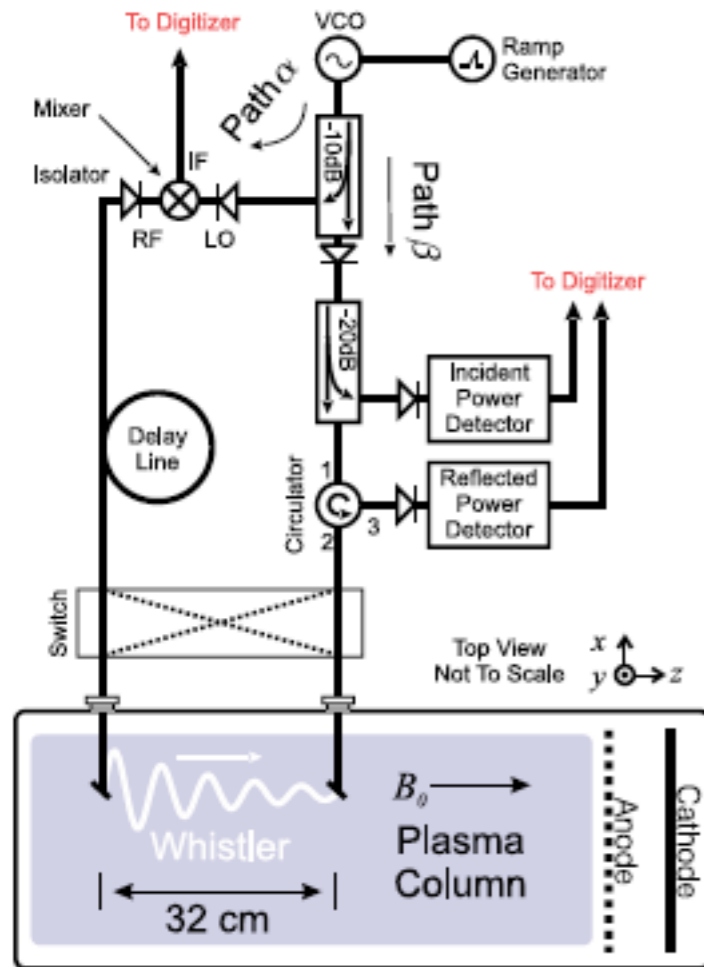 To Digitizer
VCO
Ramp
Generator
Path α
Mixer
-10dB
IF
Isolator
Path β
RF
LO
To Digitizer
-20dB
Incident
Power
Detector
Delay
Line
Circulator
1
Reflected
Power
Detector
3
2
Switch
Top View
Not To Scale
x
y
z
B₀
Whistler
Plasma
Column
32 cm
Anode
Cathode